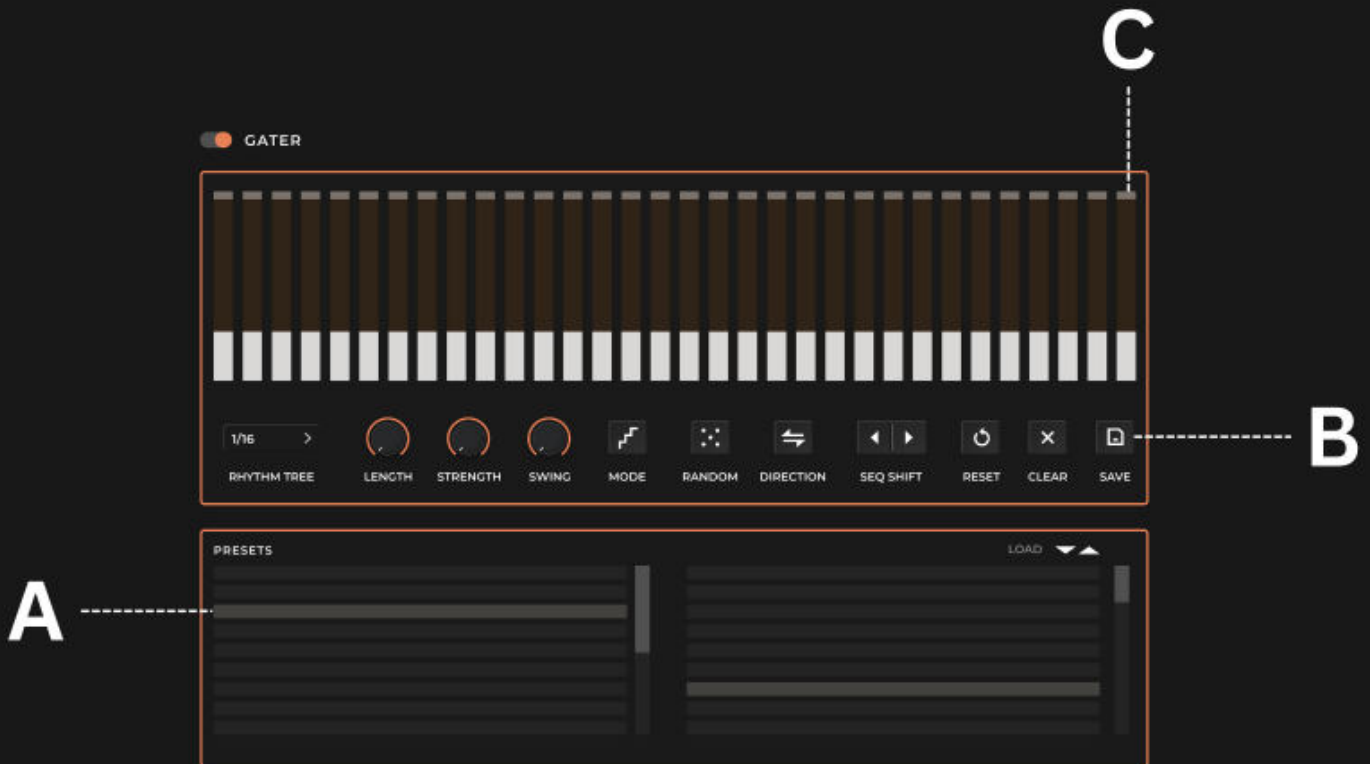 C
GATER
1/16 >
RHYTHM TREE LENGTH STRENGTH SWING MODE RANDOM DIRECTION SEQ SHIFT RESET CLEAR SAVE
B
PRESETS LOAD
A